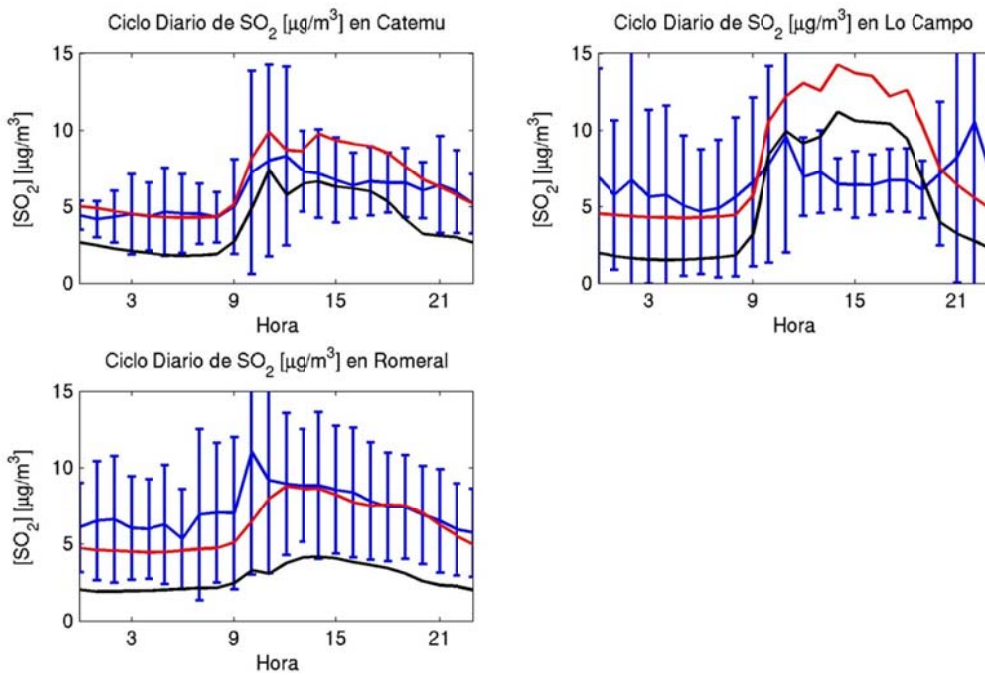 Ciclo Diario de SO2 [μg/m3] en Catemu
[SO2] [μg/m3]
15
10
5
0
3 9 15 21
Hora
Ciclo Diario de SO2 [μg/m3] en Lo Campo
[SO2] [μg/m3]
15
10
5
0
3 9 15 21
Hora
Ciclo Diario de SO2 [μg/m3] en Romeral
[SO2] [μg/m3]
15
10
5
0
3 9 15 21
Hora